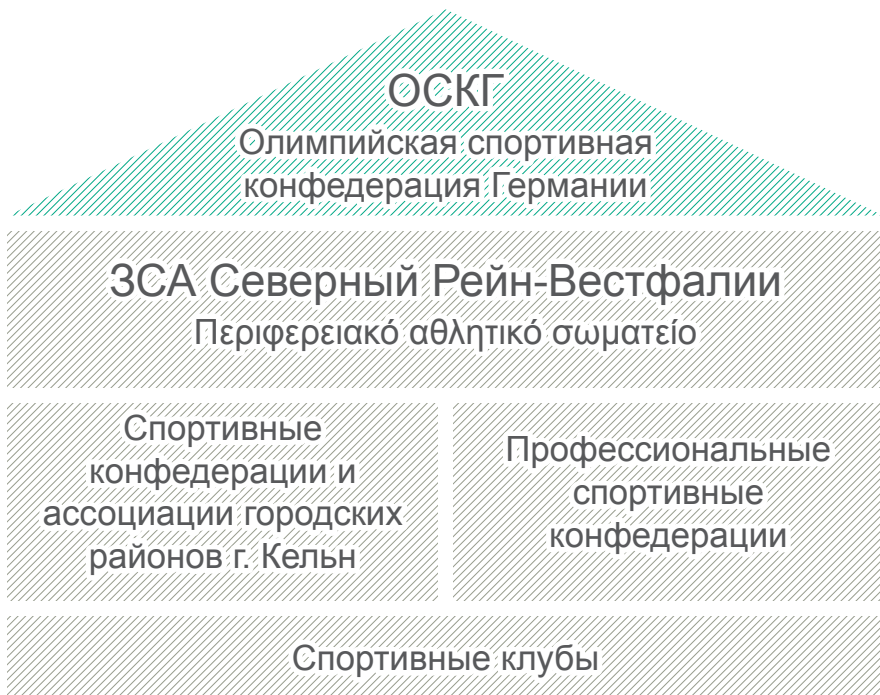 ОСКГ
Олимпийская спортивная
конфедерация Германии
ЗСА Северный Рейн-Вестфалии
Περιφερειακό αθλητικό σωματείο
Спортивные
конфедерации и
ассоциации городских
районов г. Кельн
Профессиональные
спортивные
конфедерации
Спортивные клубы